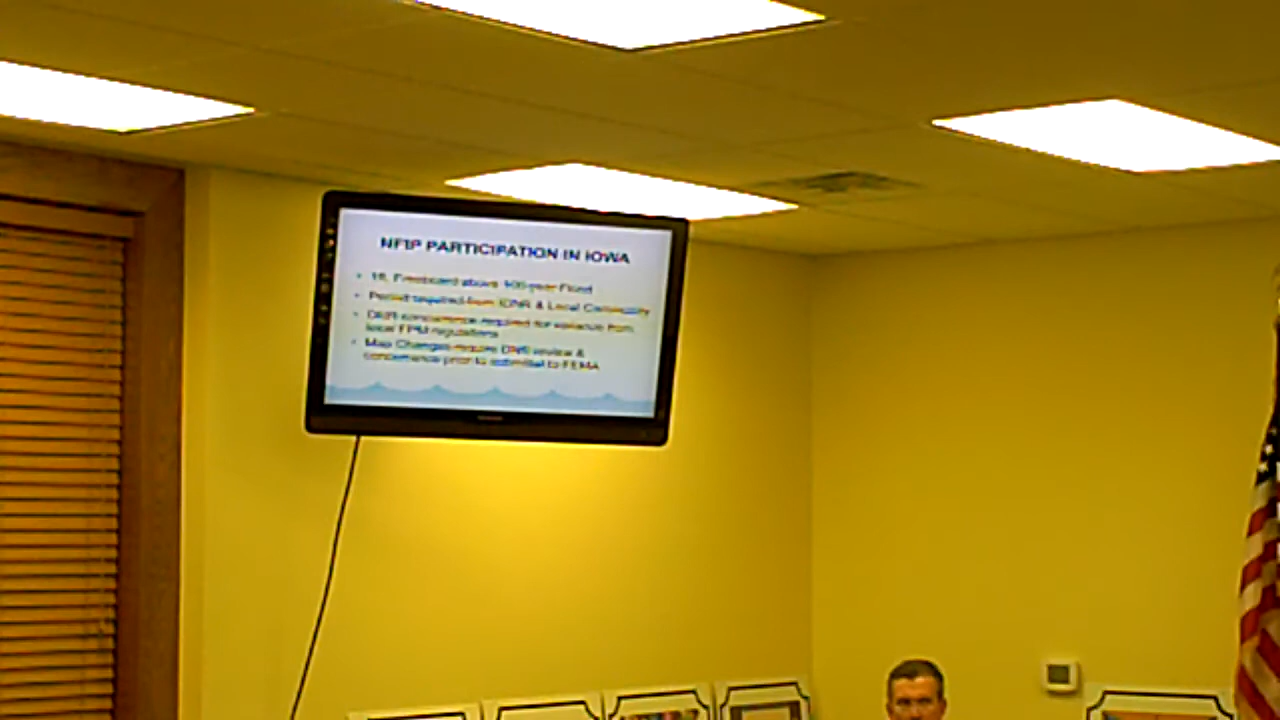 NFIP PARTICIPATION IN IOWA
• 1ft. Freeboard above 100-year Flood
• Permit required from IDNR & Local Community
• DNR concurrence required for variance from
local FPM regulations
• Map Changes require DNR review &
concurrence prior to submittal to FEMA